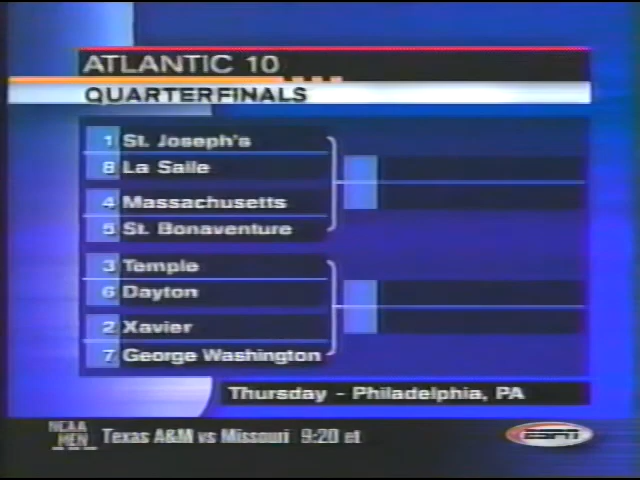 ATLANTIC 10
QUARTERFINALS
1 St. Joseph's
8 La Salle
4 Massachusetts
5 St. Bonaventure
3 Temple
6 Dayton
2 Xavier
7 George Washington
Thursday - Philadelphia, PA
NCAA
MEN
Texas A&M vs Missouri 9:20 et
ESPN